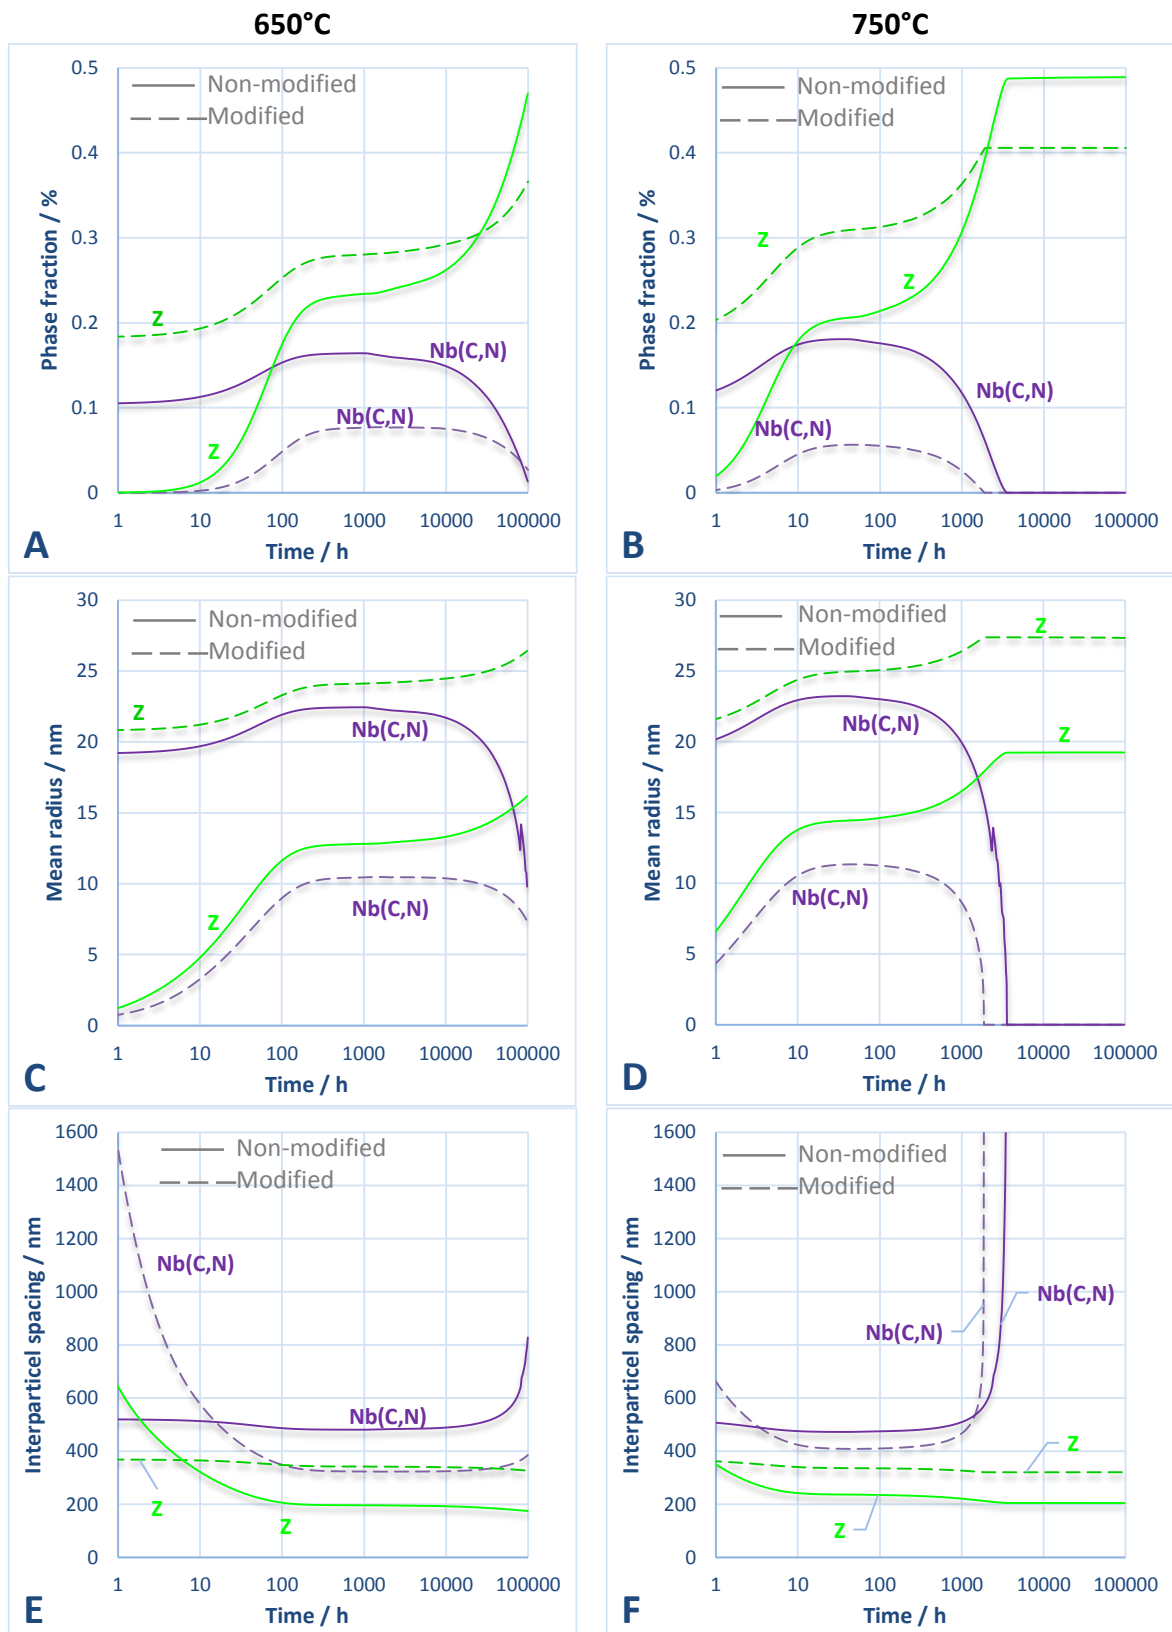 650°C
750°C
Phase fraction / %
0.5
0.4
0.3
0.2
0.1
0
Non-modified
Modified
Z
Nb(C,N)
Nb(C,N)
Z
1 10 100 1000 10000 100000
A
Time / h
Phase fraction / %
0.5
0.4
0.3
0.2
0.1
0
Non-modified
Modified
Z
Z
Nb(C,N)
Nb(C,N)
1 10 100 1000 10000 100000
B
Time / h
Mean radius / nm
30
25
20
15
10
5
0
Non-modified
Modified
Z
Nb(C,N)
Z
Nb(C,N)
1 10 100 1000 10000 100000
C
Time / h
Mean radius / nm
30
25
20
15
10
5
0
Non-modified
Modified
Z
Nb(C,N)
Z
Nb(C,N)
1 10 100 1000 10000 100000
D
Time / h
Interparticel spacing / nm
1600
1400
1200
1000
800
600
400
200
0
Non-modified
Modified
Nb(C,N)
Nb(C,N)
Z
Z
1 10 100 1000 10000 100000
E
Time / h
Interparticel spacing / nm
1600
1400
1200
1000
800
600
400
200
0
Non-modified
Modified
Nb(C,N)
Nb(C,N)
Z
Z
1 10 100 1000 10000 100000
F
Time / h